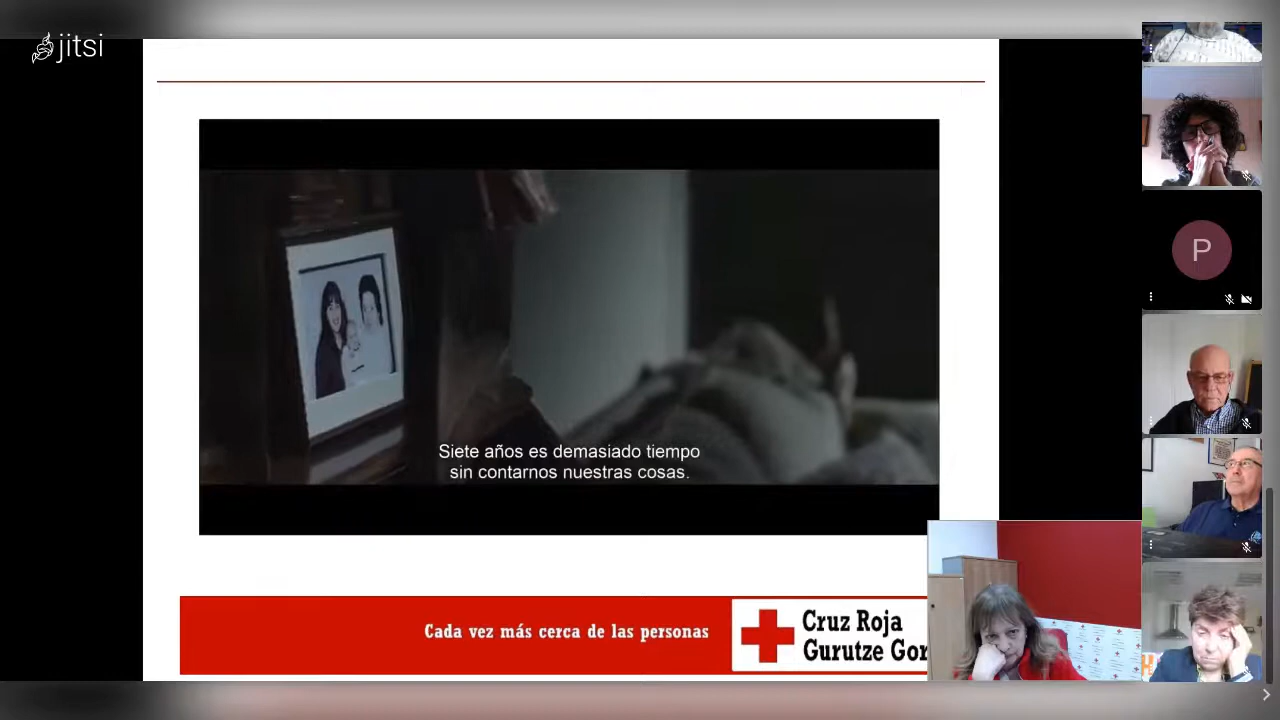 jitsi
Siete años es demasiado tiempo
sin contarnos nuestras cosas.
P
Cada vez más cerca de las personas
Cruz Roja
Gurutze Gor